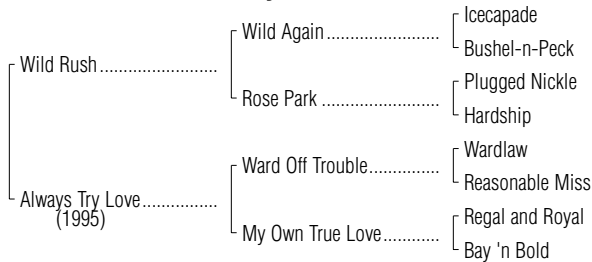 Icecapade
Wild Again........................
Bushel-n-Peck
Wild Rush.........................
Plugged Nickle
Rose Park ........................
Hardship
Wardlaw
Ward Off Trouble...............
Reasonable Miss
Always Try Love................
(1995)
Regal and Royal
My Own True Love............
Bay 'n Bold